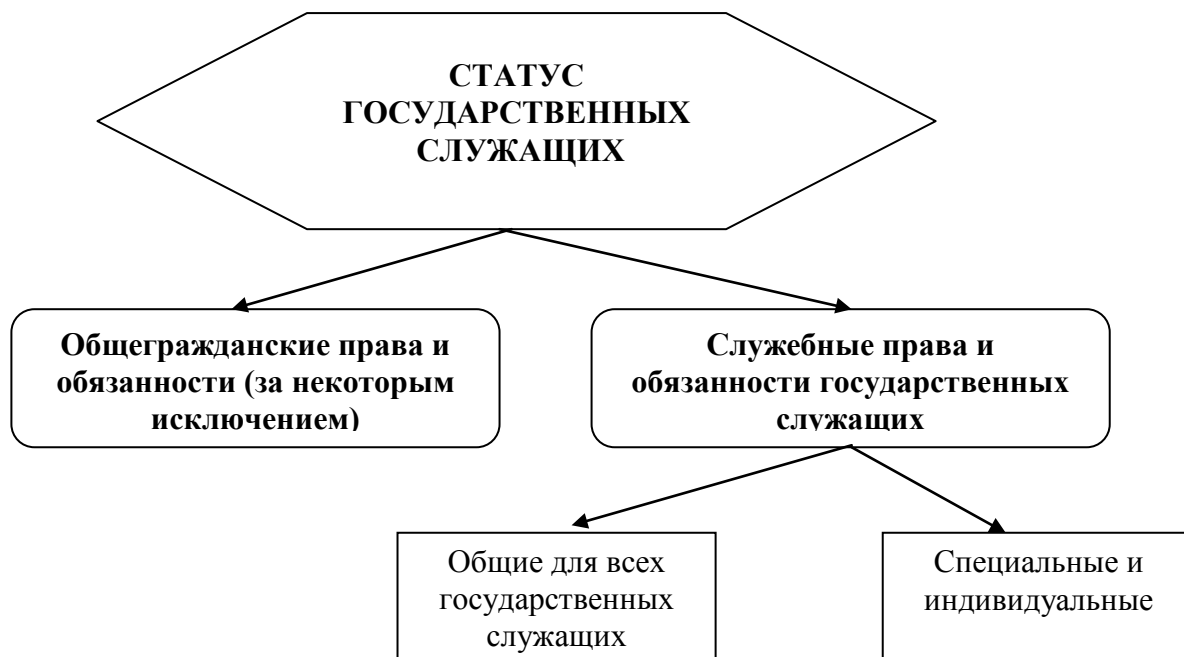 СТАТУС
ГОСУДАРСТВЕННЫХ
СЛУЖАЩИХ
Общегражданские права и
обязанности (за некоторым
исключением)
Служебные права и
обязанности государственных
служащих
Общие для всех
государственных
служащих
Специальные и
индивидуальные